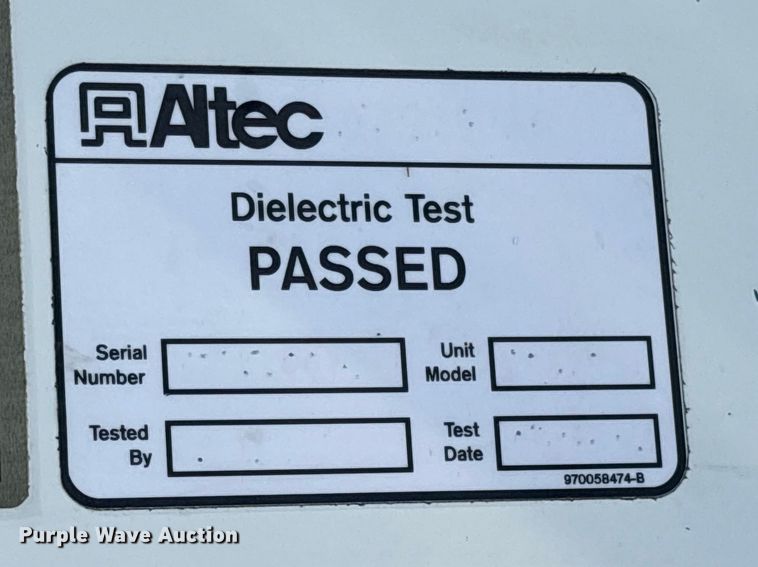 Altec
Dielectric Test
PASSED
Serial Number
Unit Model
Tested By
Test Date
970058474-B
Purple Wave Auction